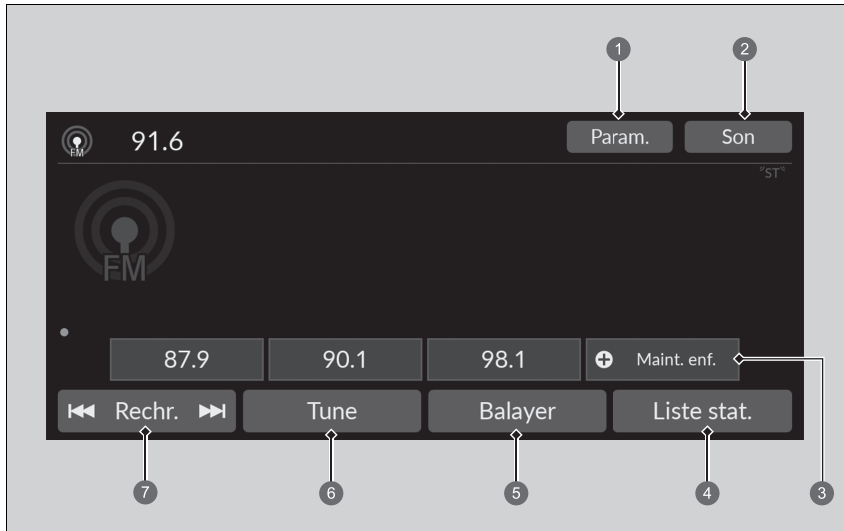 1
2
FM
91.6
Param.
Son
"ST"
FM
87.9
90.1
98.1
Maint. enf.
3
Rechr.
Tune
Balayer
Liste stat.
7
6
5
4